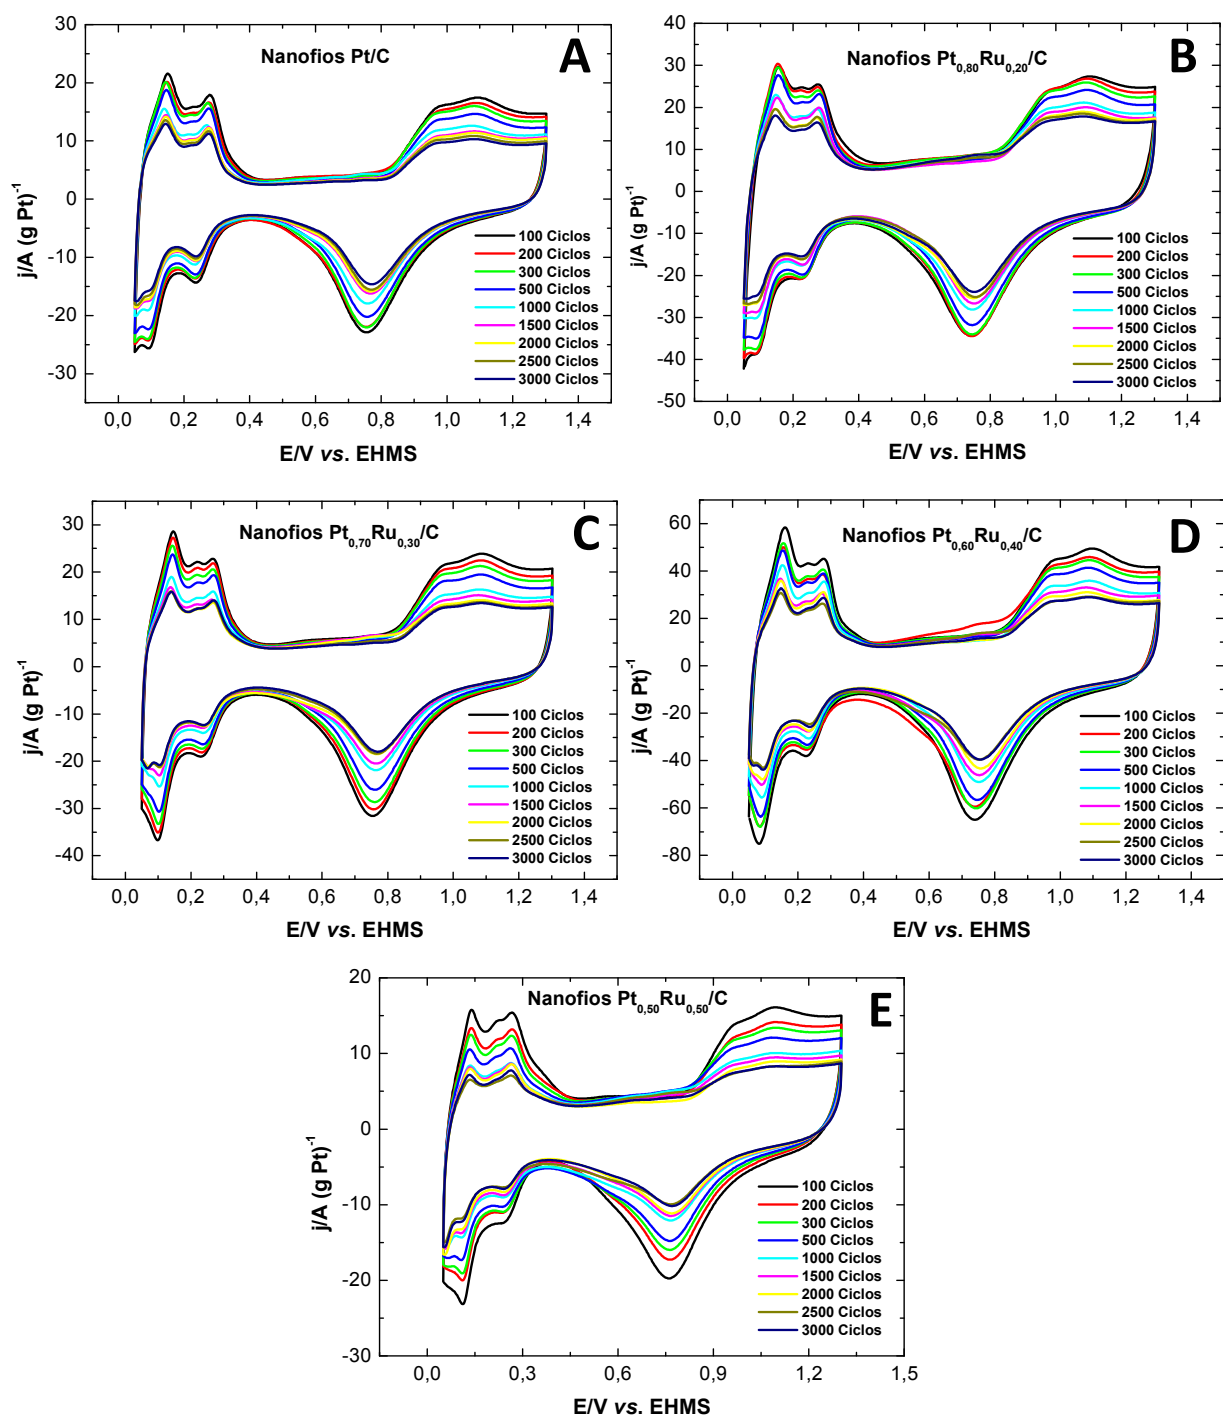 A
Nanofios Pt/C
j/A (g Pt)⁻¹
30
20
10
0
-10
-20
-30
100 Ciclos
200 Ciclos
300 Ciclos
500 Ciclos
1000 Ciclos
1500 Ciclos
2000 Ciclos
2500 Ciclos
3000 Ciclos
0,0 0,2 0,4 0,6 0,8 1,0 1,2 1,4
E/V vs. EHMS
B
Nanofios Pt₀,₈₀Ru₀,₂₀/C
j/A (g Pt)⁻¹
40
30
20
10
0
-10
-20
-30
-40
-50
100 Ciclos
200 Ciclos
300 Ciclos
500 Ciclos
1000 Ciclos
1500 Ciclos
2000 Ciclos
2500 Ciclos
3000 Ciclos
0,0 0,2 0,4 0,6 0,8 1,0 1,2 1,4
E/V vs. EHMS
C
Nanofios Pt₀,₇₀Ru₀,₃₀/C
j/A (g Pt)⁻¹
30
20
10
0
-10
-20
-30
-40
100 Ciclos
200 Ciclos
300 Ciclos
500 Ciclos
1000 Ciclos
1500 Ciclos
2000 Ciclos
2500 Ciclos
3000 Ciclos
0,0 0,2 0,4 0,6 0,8 1,0 1,2 1,4
E/V vs. EHMS
D
Nanofios Pt₀,₆₀Ru₀,₄₀/C
j/A (g Pt)⁻¹
60
40
20
0
-20
-40
-60
-80
100 Ciclos
200 Ciclos
300 Ciclos
500 Ciclos
1000 Ciclos
1500 Ciclos
2000 Ciclos
2500 Ciclos
3000 Ciclos
0,0 0,2 0,4 0,6 0,8 1,0 1,2 1,4
E/V vs. EHMS
E
Nanofios Pt₀,₅₀Ru₀,₅₀/C
j/A (g Pt)⁻¹
20
10
0
-10
-20
-30
100 Ciclos
200 Ciclos
300 Ciclos
500 Ciclos
1000 Ciclos
1500 Ciclos
2000 Ciclos
2500 Ciclos
3000 Ciclos
0,0 0,3 0,6 0,9 1,2 1,5
E/V vs. EHMS